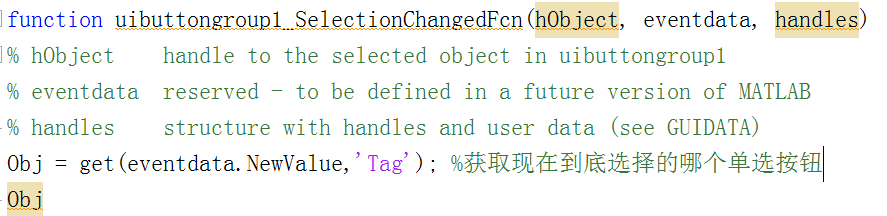 function uibuttongroup1_SelectionChangedFcn(hObject, eventdata, handles)
% hObject    handle to the selected object in uibuttongroup1
% eventdata  reserved - to be defined in a future version of MATLAB
% handles    structure with handles and user data (see GUIDATA)
Obj = get(eventdata.NewValue,'Tag'); %获取现在到底选择的哪个单选按钮
Obj